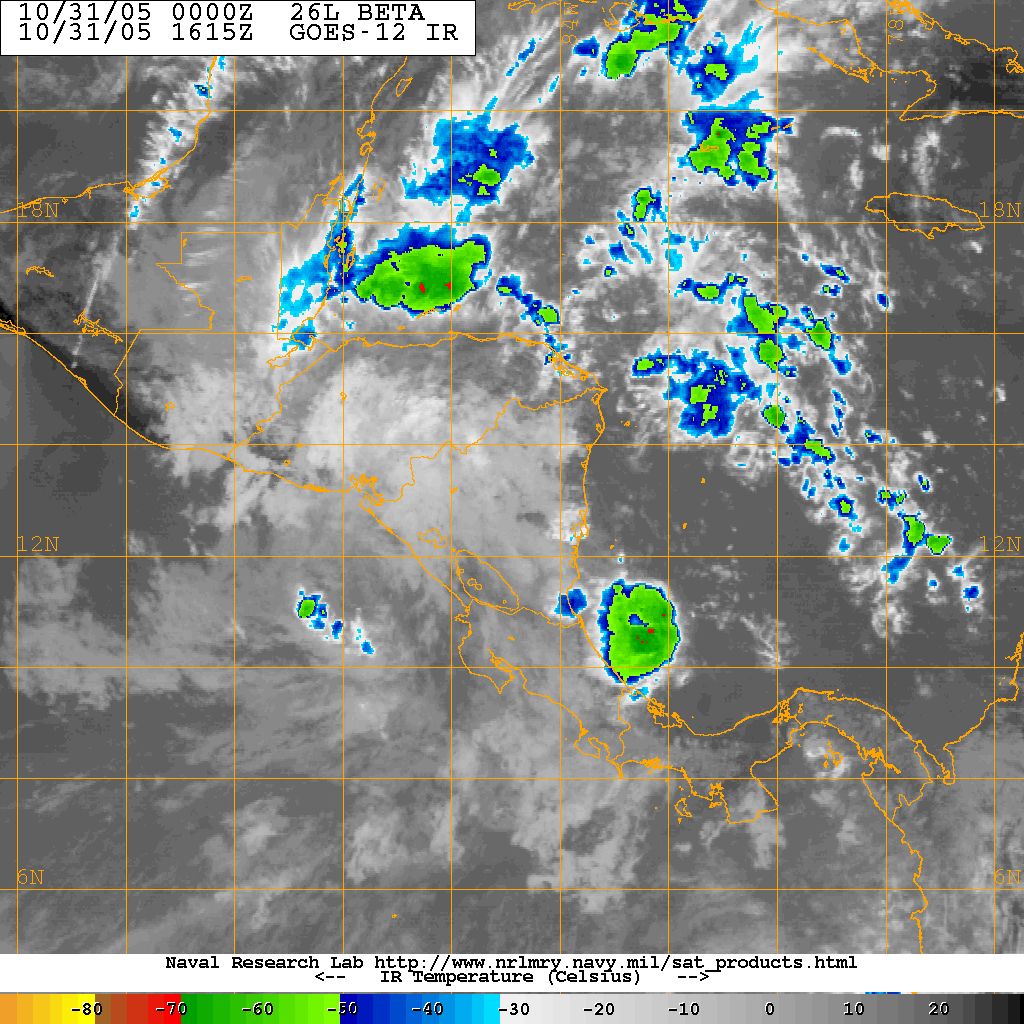 10/31/05 0000Z 26L BETA
10/31/05 1615Z GOES-12 IR
84W
78W
18N 18N
12N 12N
6N 6N
Naval Research Lab http://www.nrlmry.navy.mil/sat_products.html
<-- IR Temperature (Celsius) -->
-80 -70 -60 -50 -40 -30 -20 -10 0 10 20